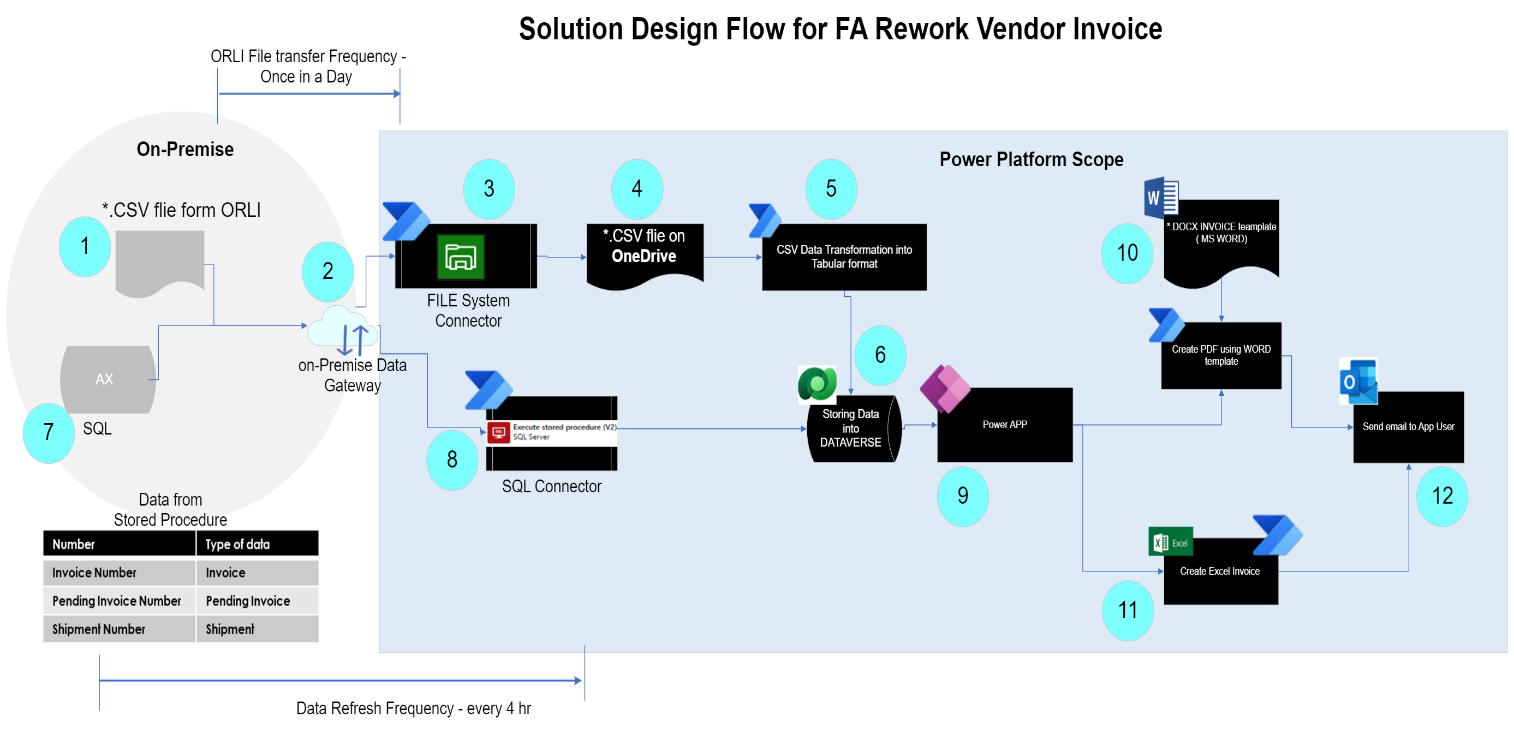 Solution Design Flow for FA Rework Vendor Invoice
ORLI File transfer Frequency -
Once in a Day
On-Premise
Power Platform Scope
*.CSV flie form ORLI
1
2
3
FILE System
Connector
4
*.CSV flie on
OneDrive
5
CSV Data Transformation into
Tabular format
on-Premise Data
Gateway
AX
SQL
7
6
Storing Data
into
DATAVERSE
Execute stored procedure (V2)
SQL Server
8
SQL Connector
Power APP
9
W
*.DOCX INVOICE teamplate
( MS WORD)
10
Create PDF using WORD
template
O
Send email to App User
12
X
Excel
Create Excel Invoice
11
Data from
Stored Procedure
Number Type of data
Invoice Number Invoice
Pending Invoice Number Pending Invoice
Shipment Number Shipment
Data Refresh Frequency - every 4 hr